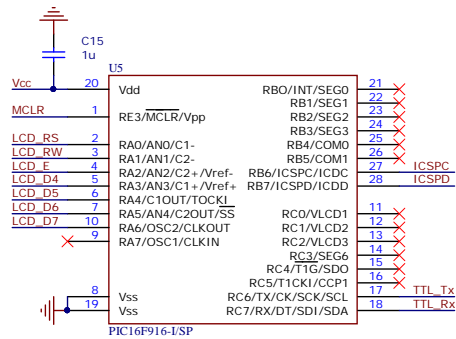 C15
1u
U5
Vcc 20 Vdd
MCLR 1 RE3/MCLR/Vpp
LCD_RS 2 RA0/AN0/C1-
LCD_RW 3 RA1/AN1/C2-
LCD_E 4 RA2/AN2/C2+/Vref-
LCD_D4 5 RA3/AN3/C1+/Vref+
LCD_D5 6 RA4/C1OUT/TOCKI
LCD_D6 7 RA5/AN4/C2OUT/SS
LCD_D7 10 RA6/OSC2/CLKOUT
9 RA7/OSC1/CLKIN
8 Vss
19 Vss
RBO/INT/SEG0 21
RB1/SEG1 22
RB2/SEG2 23
RB3/SEG3 24
RB4/COM0 25
RB5/COM1 26
RB6/ICSPC/ICDC 27 ICSPC
RB7/ICSPD/ICDD 28 ICSPD
RC0/VLCD1 11
RC1/VLCD2 12
RC2/VLCD3 13
RC3/SEG6 14
RC4/T1G/SDO 15
RC5/T1CKI/CCP1 16
RC6/TX/CK/SCK/SCL 17 TTL_Tx
RC7/RX/DT/SDI/SDA 18 TTL_Rx
PIC16F916-I/SP